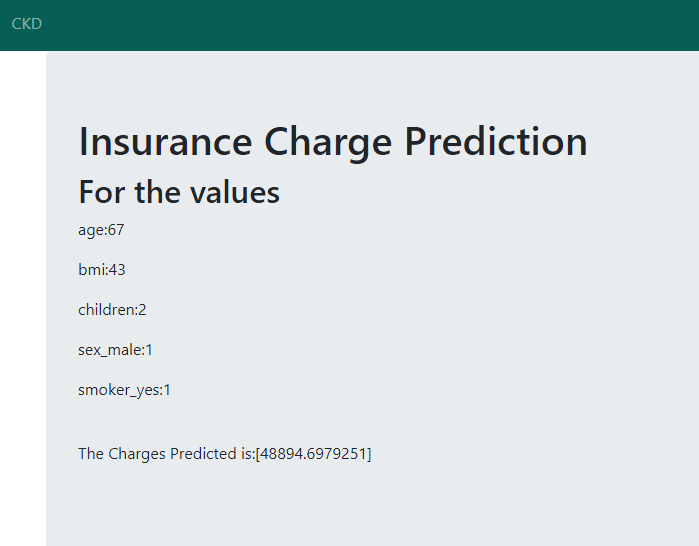 CKD
Insurance Charge Prediction
For the values
age:67
bmi:43
children:2
sex_male:1
smoker_yes:1
The Charges Predicted is:[48894.6979251]